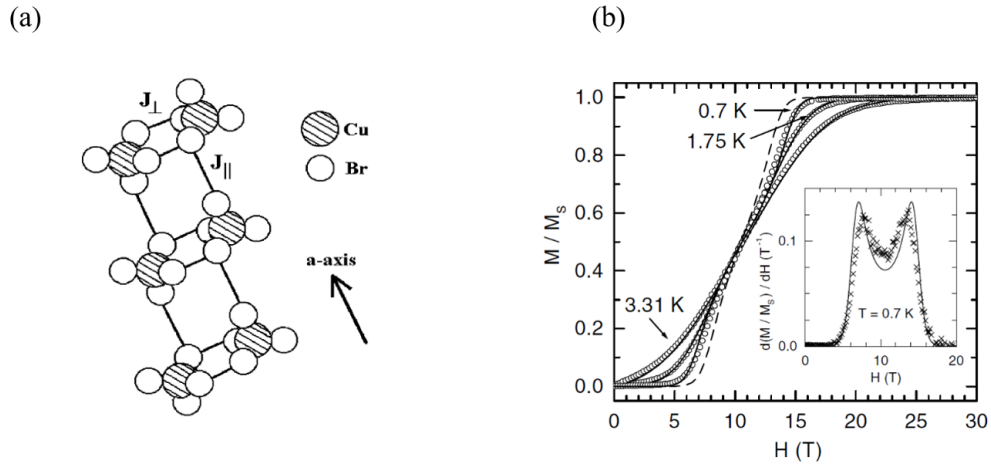 (a)
(b)
J⊥
Cu
Br
J||
a-axis
M / Mₛ
1.0
0.8
0.6
0.4
0.2
0.0
0.7 K
1.75 K
3.31 K
d(M / Mₛ) / dH (T⁻¹)
0.1
0.0
T = 0.7 K
0 10 20
H (T)
0 5 10 15 20 25 30
H (T)